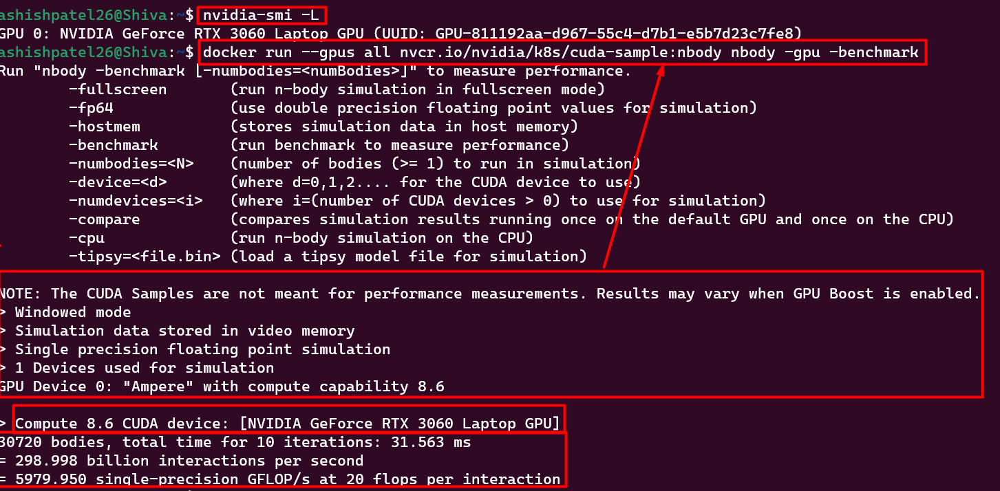 ashishpatel26@Shiva:~$ nvidia-smi -L
GPU 0: NVIDIA GeForce RTX 3060 Laptop GPU (UUID: GPU-811192aa-d967-55c4-d7b1-e5b7d23c7fe8)
ashishpatel26@Shiva:~$ docker run --gpus all nvcr.io/nvidia/k8s/cuda-sample:nbody nbody -gpu -benchmark
Run "nbody -benchmark [-numbodies=<numBodies>]" to measure performance.
-fullscreen (run n-body simulation in fullscreen mode)
-fp64 (use double precision floating point values for simulation)
-hostmem (stores simulation data in host memory)
-benchmark (run benchmark to measure performance)
-numbodies=<N> (number of bodies (>= 1) to run in simulation)
-device=<d> (where d=0,1,2.... for the CUDA device to use)
-numdevices=<i> (where i=(number of CUDA devices > 0) to use for simulation)
-compare (compares simulation results running once on the default GPU and once on the CPU)
-cpu (run n-body simulation on the CPU)
-tipsy=<file.bin> (load a tipsy model file for simulation)
NOTE: The CUDA Samples are not meant for performance measurements. Results may vary when GPU Boost is enabled.
> Windowed mode
> Simulation data stored in video memory
> Single precision floating point simulation
> 1 Devices used for simulation
GPU Device 0: "Ampere" with compute capability 8.6
> Compute 8.6 CUDA device: [NVIDIA GeForce RTX 3060 Laptop GPU]
30720 bodies, total time for 10 iterations: 31.563 ms
= 298.998 billion interactions per second
= 5979.950 single-precision GFLOP/s at 20 flops per interaction